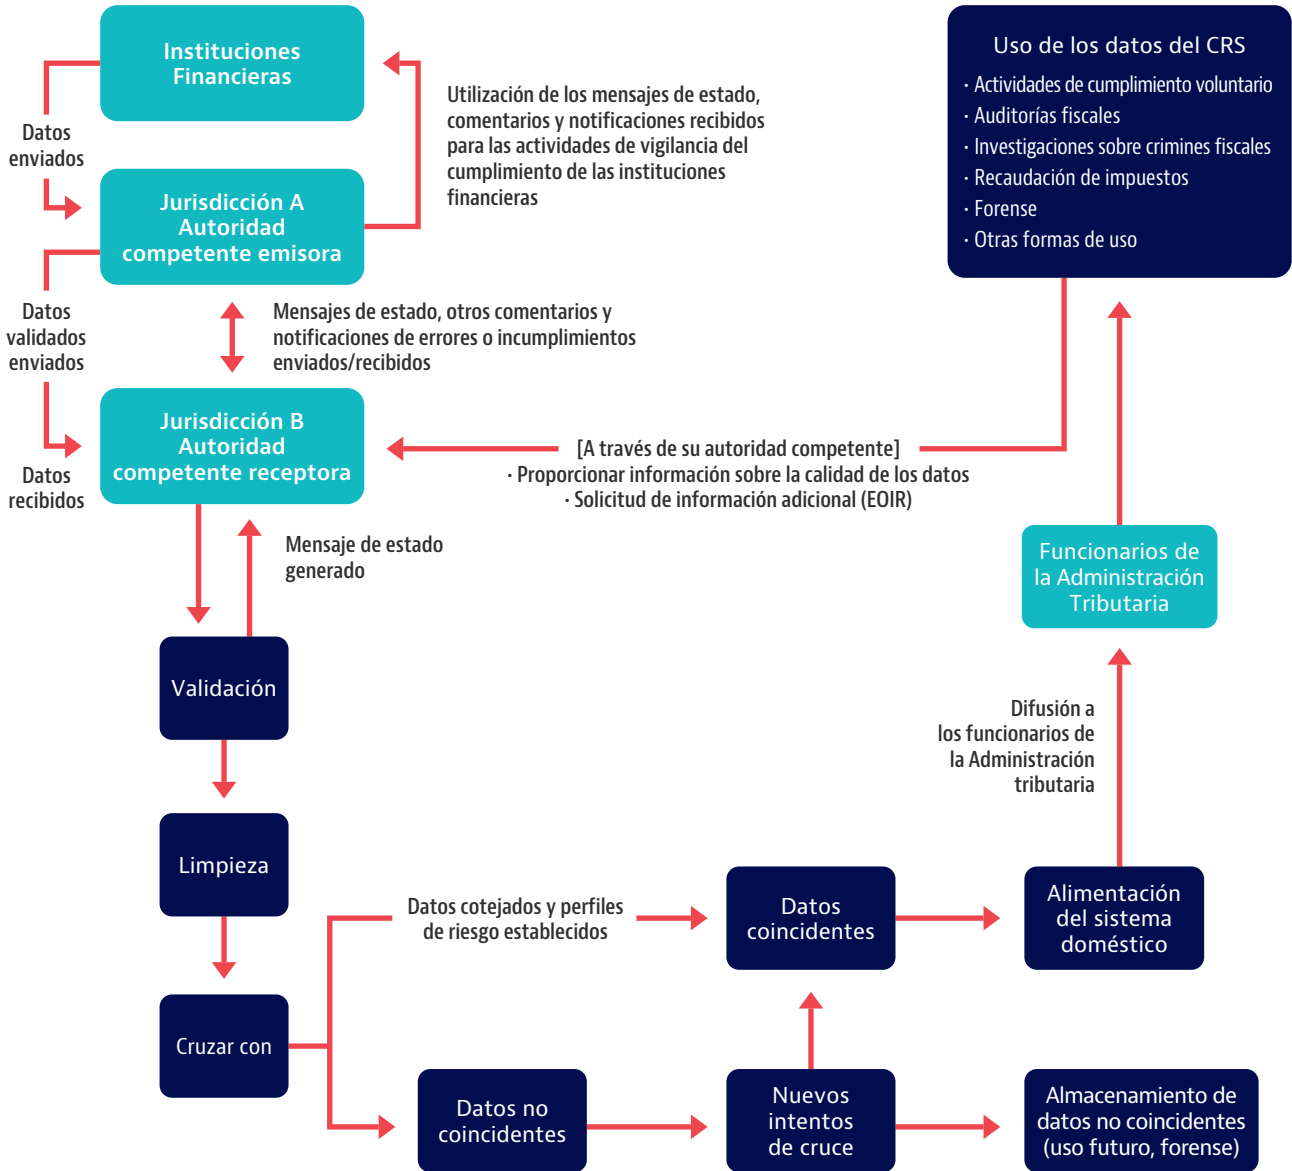 Instituciones
Financieras
Datos
enviados
Jurisdicción A
Autoridad
competente emisora
Utilización de los mensajes de estado,
comentarios y notificaciones recibidos
para las actividades de vigilancia del
cumplimiento de las instituciones
financieras
Uso de los datos del CRS
· Actividades de cumplimiento voluntario
· Auditorías fiscales
· Investigaciones sobre crimines fiscales
· Recaudación de impuestos
· Forense
· Otras formas de uso
Datos
validados
enviados
Mensajes de estado, otros comentarios y
notificaciones de errores o incumplimientos
enviados/recibidos
Jurisdicción B
Autoridad
competente receptora
Datos
recibidos
[A través de su autoridad competente]
· Proporcionar información sobre la calidad de los datos
· Solicitud de información adicional (EOIR)
Mensaje de estado
generado
Funcionarios de
la Administración
Tributaria
Validación
Difusión a
los funcionarios de
la Administración
tributaria
Limpieza
Datos cotejados y perfiles
de riesgo establecidos
Datos
coincidentes
Alimentación
del sistema
doméstico
Cruzar con
Datos no
coincidentes
Nuevos
intentos
de cruce
Almacenamiento de
datos no coincidentes
(uso futuro, forense)